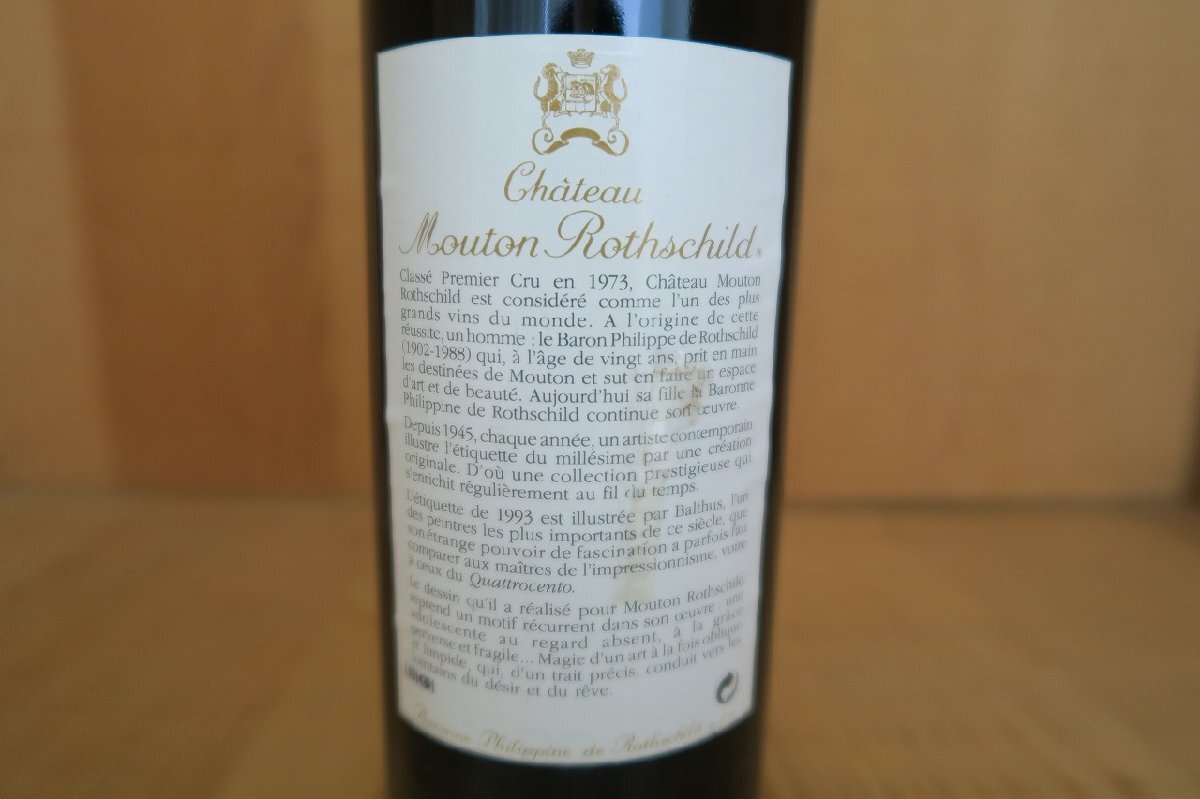 Château
Mouton Rothschild
Classé Premier Cru en 1973, Château Mouton
Rothschild est considéré comme l'un des plus
grands vins du monde. A l'origine de cette
réussite, un homme : le Baron Philippe de Rothschild
(1902-1988) qui, à l'âge de vingt ans, prit en main
les destinées de Mouton et sut en faire un espace
d'art et de beauté. Aujourd'hui sa fille la Baronne
Philippine de Rothschild continue son œuvre.
Depuis 1945, chaque année, un artiste contemporain
illustre l'étiquette du millésime par une création
originale. D'où une collection prestigieuse qui
s'enrichit régulièrement au fil du temps.
L'étiquette de 1993 est illustrée par Balthus, l'un
des peintres les plus importants de ce siècle, que
son étrange pouvoir de fascination a parfois fait
comparer aux maîtres de l'impressionnisme, voire
à ceux du Quattrocento.
Le dessin qu'il a réalisé pour Mouton Rothschild
reprend un motif récurrent dans son œuvre : une
adolescente au regard absent, à la grâce
perverse et fragile... Magie d'un art à la fois oblique
et limpide, qui, d'un trait précis, conduit vers les
lointains du désir et du rêve.
Baronne Philippine de Rothschild